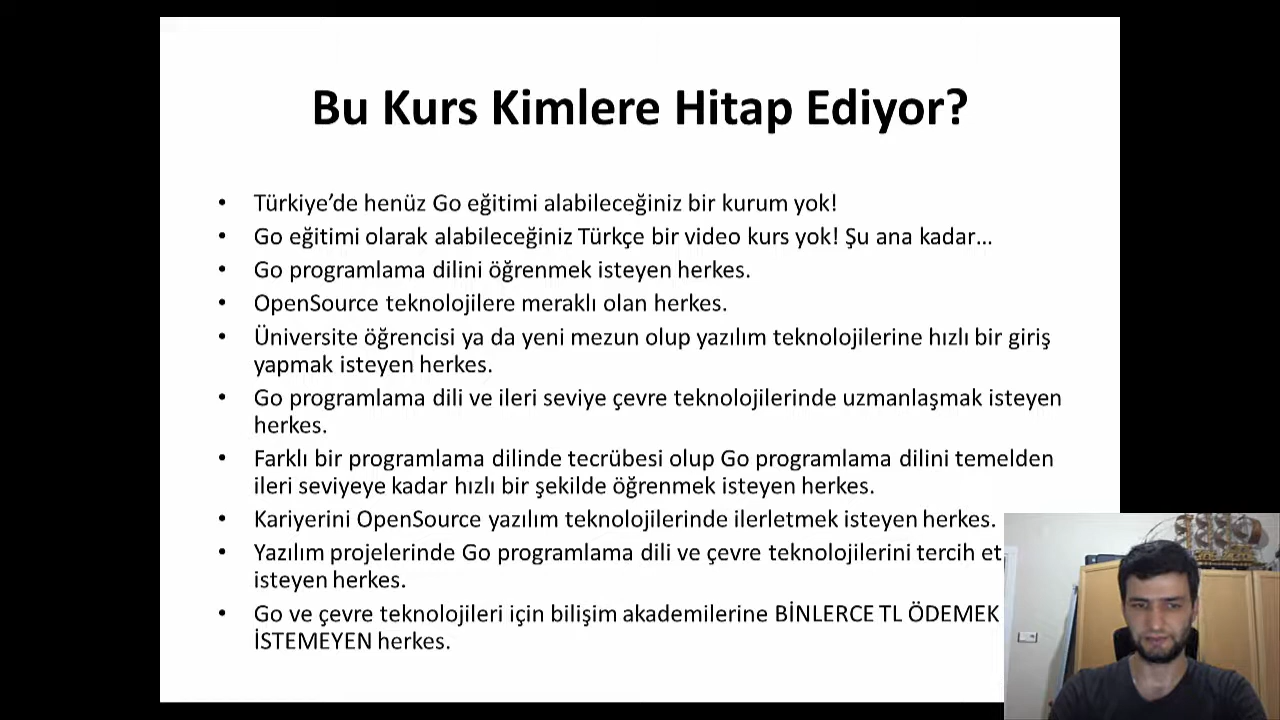 Bu Kurs Kimlere Hitap Ediyor?
• Türkiye’de henüz Go eğitimi alabileceğiniz bir kurum yok!
• Go eğitimi olarak alabileceğiniz Türkçe bir video kurs yok! Şu ana kadar…
• Go programlama dilini öğrenmek isteyen herkes.
• OpenSource teknolojilere meraklı olan herkes.
• Üniversite öğrencisi ya da yeni mezun olup yazılım teknolojilerine hızlı bir giriş
yapmak isteyen herkes.
• Go programlama dili ve ileri seviye çevre teknolojilerinde uzmanlaşmak isteyen
herkes.
• Farklı bir programlama dilinde tecrübesi olup Go programlama dilini temelden
ileri seviyeye kadar hızlı bir şekilde öğrenmek isteyen herkes.
• Kariyerini OpenSource yazılım teknolojilerinde ilerletmek isteyen herkes.
• Yazılım projelerinde Go programlama dili ve çevre teknolojilerini tercih et
isteyen herkes.
• Go ve çevre teknolojileri için bilişim akademilerine BİNLERCE TL ÖDEMEK
İSTEMEYEN herkes.